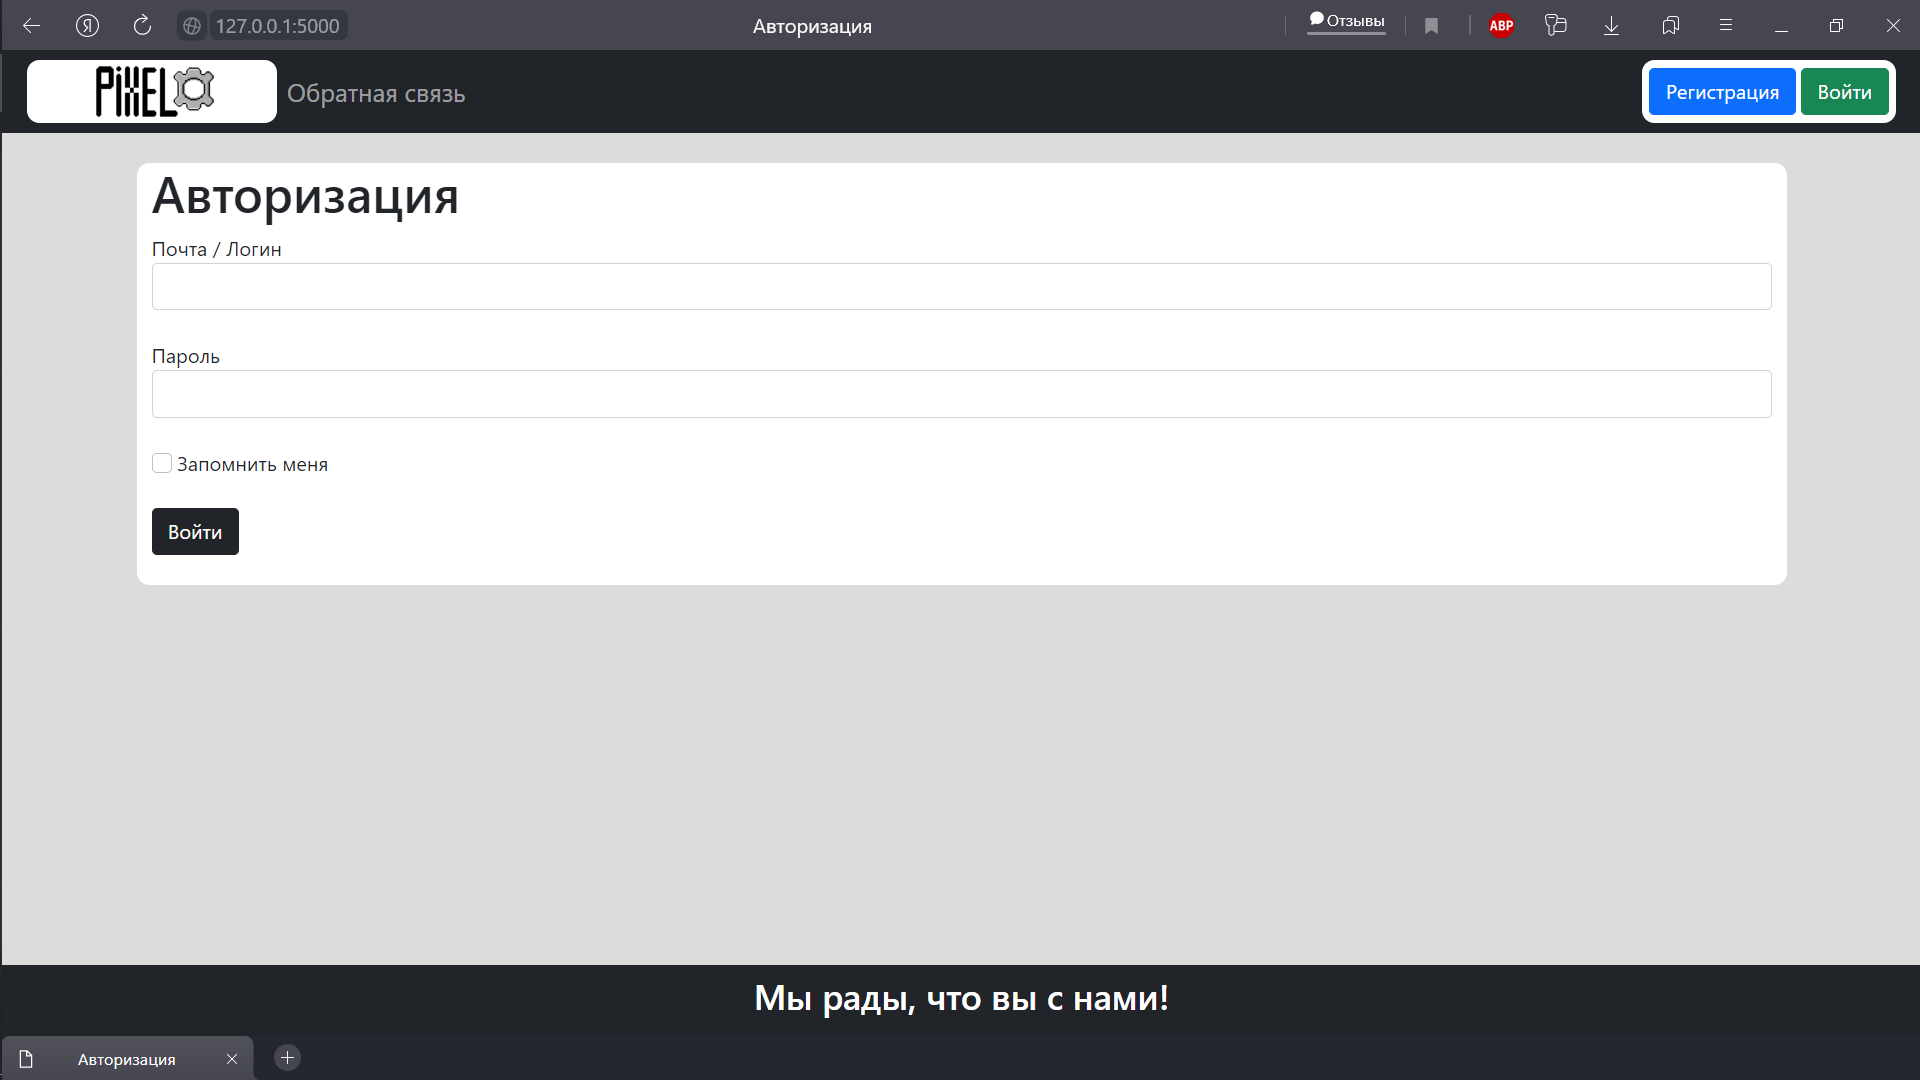 Я 127.0.0.1:5000 Авторизация Отзывы ABP
PiXEL Обратная связь Регистрация Войти
Авторизация
Почта / Логин
Пароль
Запомнить меня
Войти
Мы рады, что вы с нами!
Авторизация